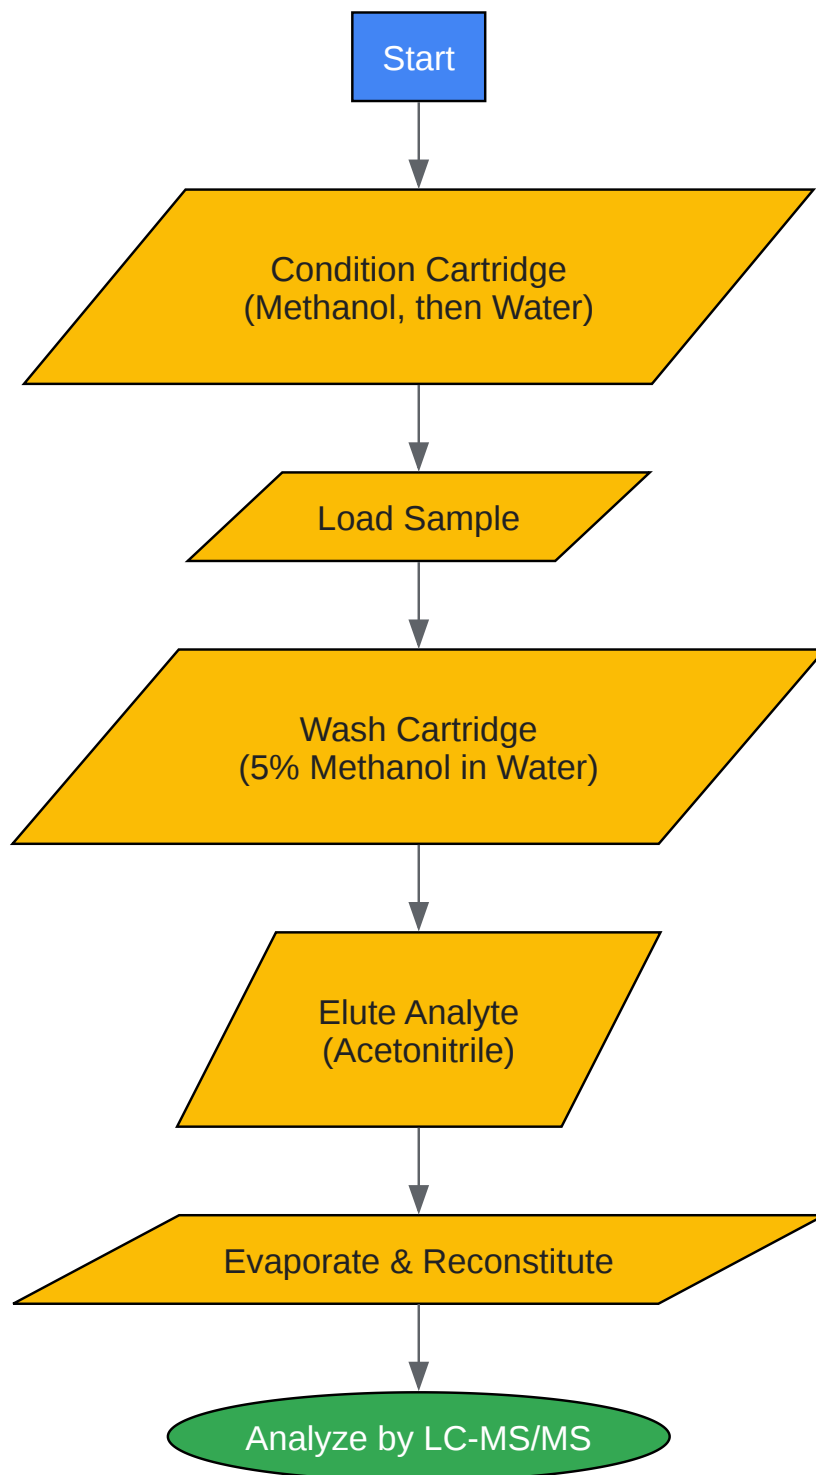 Start
Condition Cartridge
(Methanol, then Water)
Load Sample
Wash Cartridge
(5% Methanol in Water)
Elute Analyte
(Acetonitrile)
Evaporate & Reconstitute
Analyze by LC-MS/MS